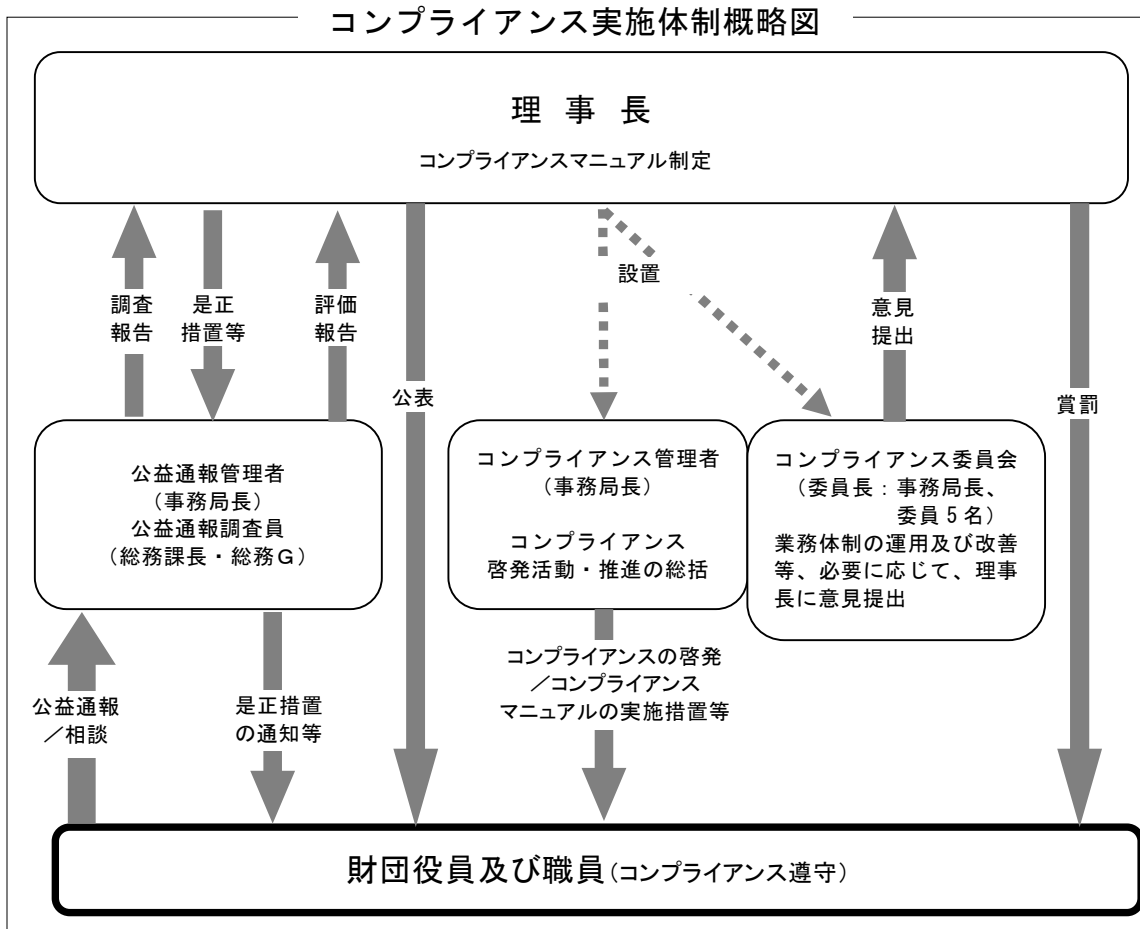 コンプライアンス実施体制概略図
理事長
コンプライアンスマニュアル制定
調査
報告
是正
措置等
評価
報告
公表
設置
意見
提出
賞罰
公益通報管理者
(事務局長)
公益通報調査員
(総務課長・総務G)
コンプライアンス管理者
(事務局長)
コンプライアンス
啓発活動・推進の総括
コンプライアンス委員会
(委員長:事務局長、
委員5名)
業務体制の運用及び改善
等、必要に応じて、理事
長に意見提出
公益通報
/相談
是正措置
の通知等
コンプライアンスの啓発
/コンプライアンス
マニュアルの実施措置等
財団役員及び職員(コンプライアンス遵守)